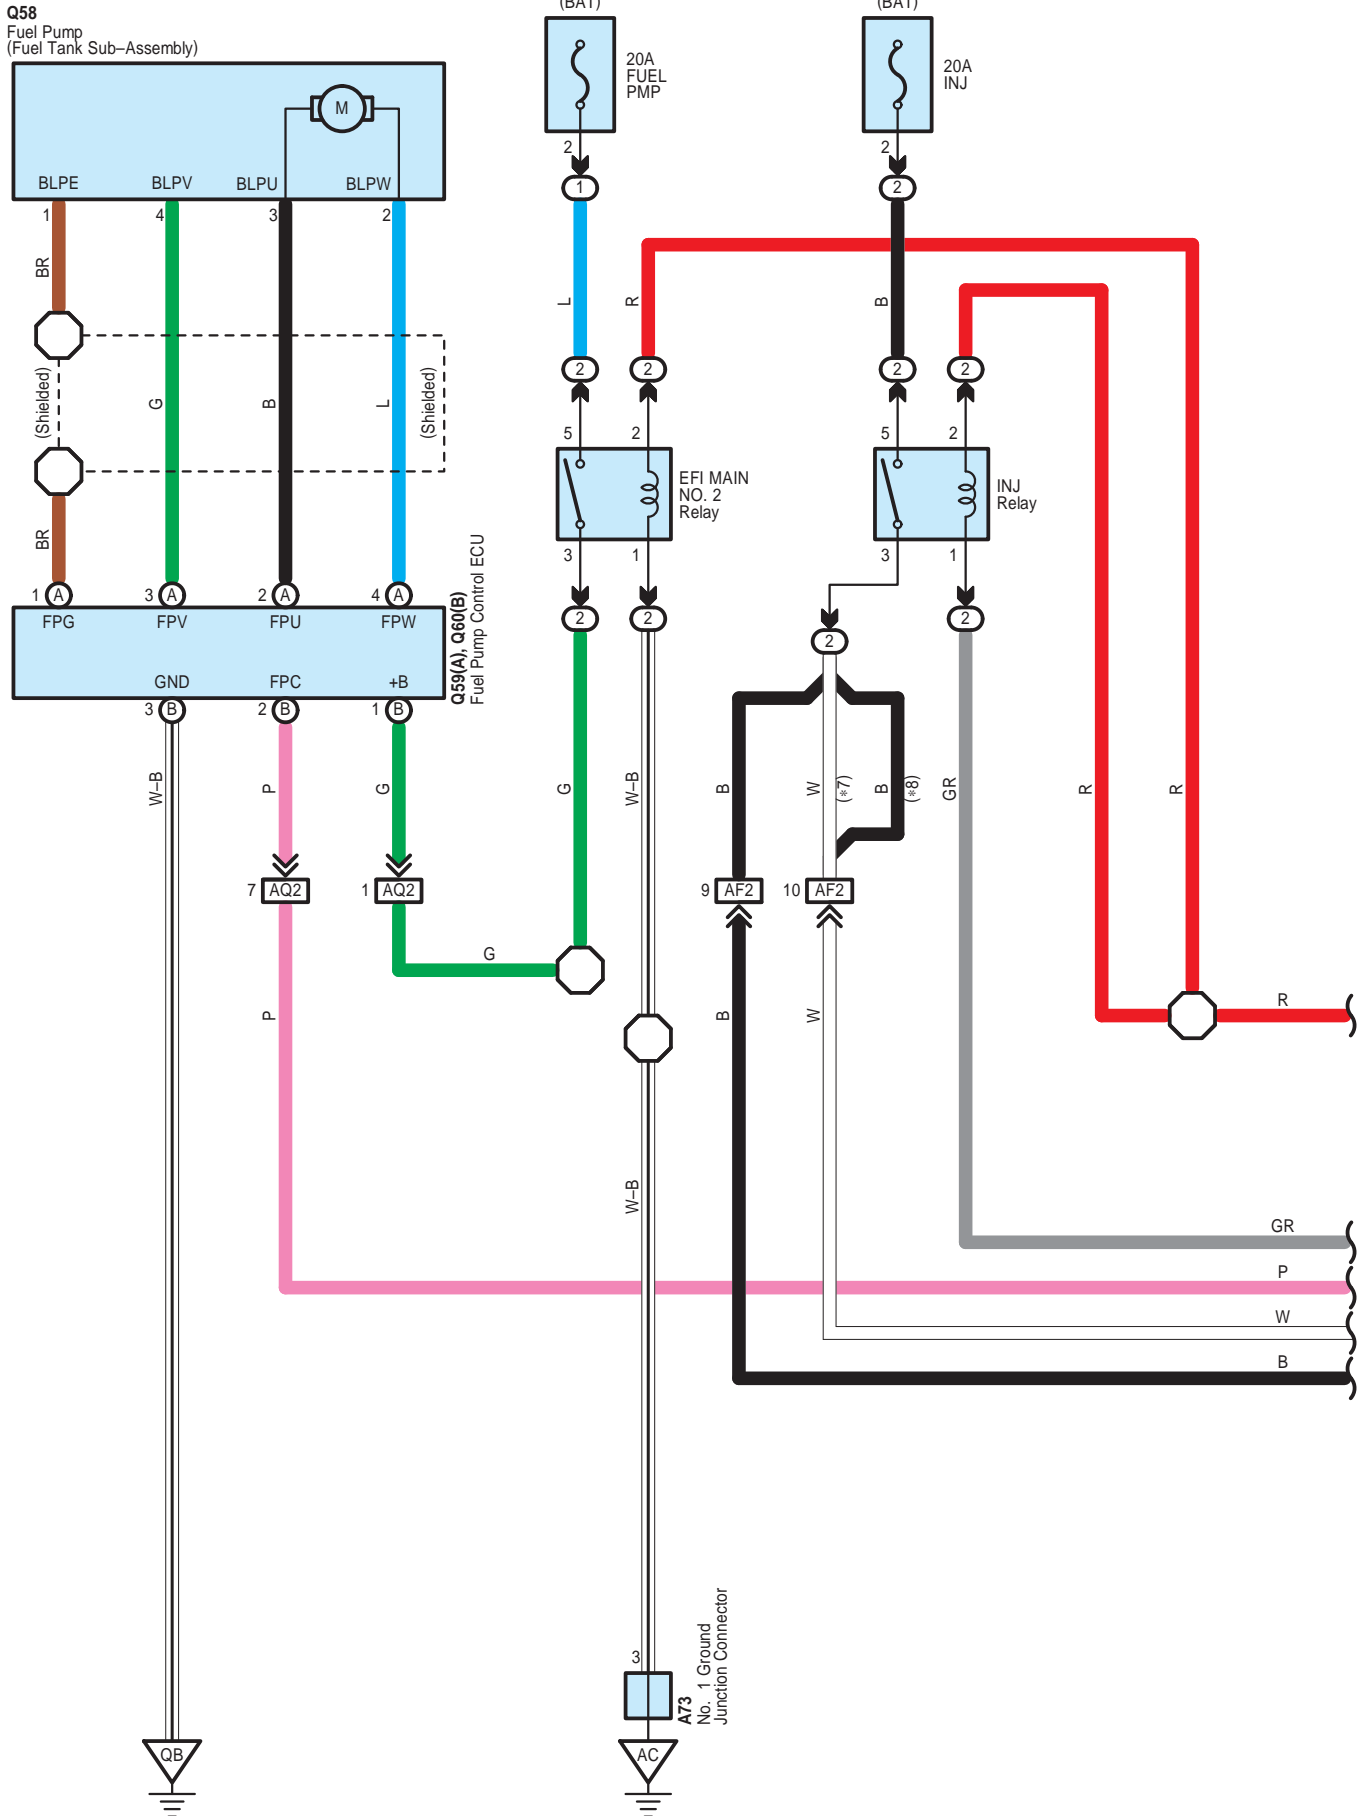 Q58
Fuel Pump
(Fuel Tank Sub–Assembly)
(BAT)
(BAT)
20A
FUEL
PMP
20A
INJ
M
BLPE
BLPV
BLPU
BLPW
2
2
1
2
1
4
3
2
BR
(Shielded)
G
B
L
(Shielded)
BR
L
R
B
2
2
2
2
5
2
5
2
EFI MAIN
NO. 2
Relay
INJ
Relay
3
1
3
1
1 A
3 A
2 A
4 A
FPG
FPV
FPU
FPW
GND
FPC
+B
Q59(A), Q60(B)
Fuel Pump Control ECU
2
2
2
2
3 B
2 B
1 B
W–B
P
G
G
W–B
B
W
(*7)
B
(*8)
GR
R
R
7 AQ2
1 AQ2
9 AF2
10 AF2
G
P
B
W
R
W–B
GR
P
W
B
3
A73
No. 1 Ground
Junction Connector
QB
AC